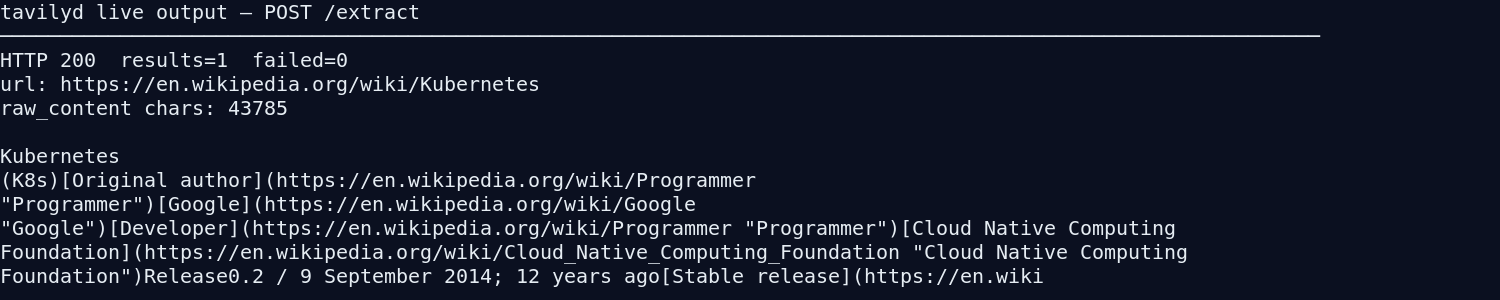 tavilyd live output — POST /extract
HTTP 200  results=1  failed=0
url: https://en.wikipedia.org/wiki/Kubernetes
raw_content chars: 43785
Kubernetes
(K8s)[Original author](https://en.wikipedia.org/wiki/Programmer
"Programmer")[Google](https://en.wikipedia.org/wiki/Google
"Google")[Developer](https://en.wikipedia.org/wiki/Programmer "Programmer")[Cloud Native Computing
Foundation](https://en.wikipedia.org/wiki/Cloud_Native_Computing_Foundation "Cloud Native Computing
Foundation")Release0.2 / 9 September 2014; 12 years ago[Stable release](https://en.wiki